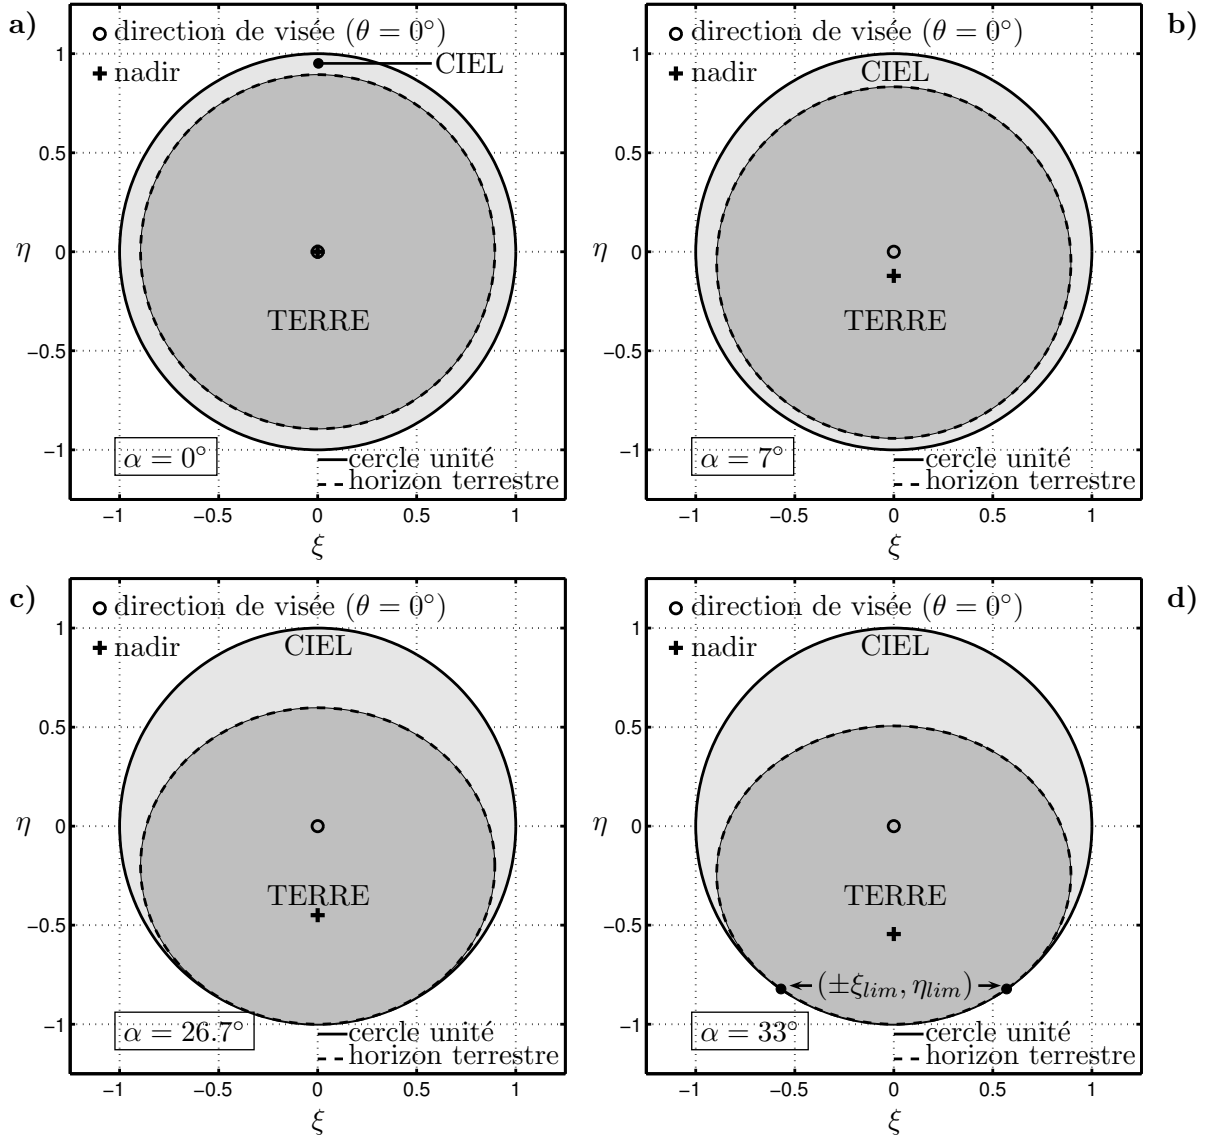 a)
direction de visée (θ = 0°)
nadir
CIEL
TERRE
α = 0°
cercle unité
horizon terrestre
1
0.5
0
−0.5
−1
η
−1
−0.5
0
0.5
1
ξ
b)
direction de visée (θ = 0°)
nadir
CIEL
TERRE
α = 7°
cercle unité
horizon terrestre
1
0.5
0
−0.5
−1
η
−1
−0.5
0
0.5
1
ξ
c)
direction de visée (θ = 0°)
nadir
CIEL
TERRE
α = 26.7°
cercle unité
horizon terrestre
1
0.5
0
−0.5
−1
η
−1
−0.5
0
0.5
1
ξ
d)
direction de visée (θ = 0°)
nadir
CIEL
TERRE
(±ξlim, ηlim)
α = 33°
cercle unité
horizon terrestre
1
0.5
0
−0.5
−1
η
−1
−0.5
0
0.5
1
ξ